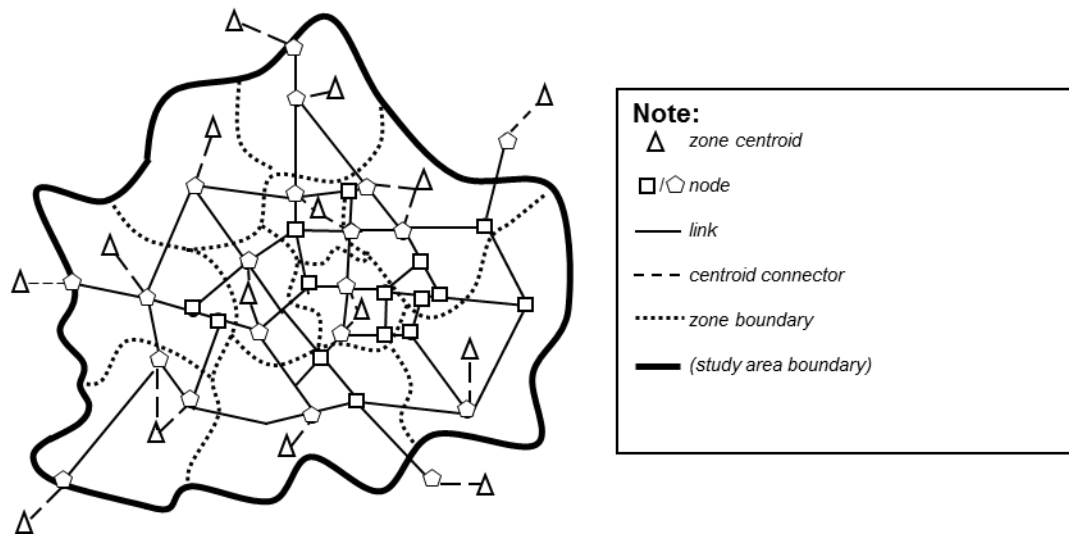 Note:
zone centroid
/ node
link
centroid connector
zone boundary
(study area boundary)